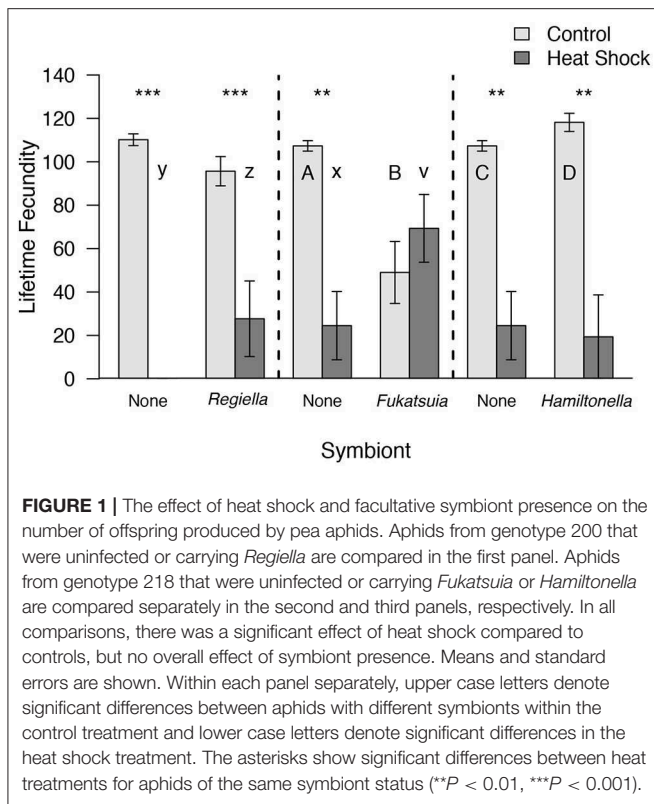 Control
Heat Shock
140
120
100
80
60
40
20
0
Lifetime Fecundity
*** *** ** ** **
y z A x B v C D
None Regiella None Fukatsuia None Hamiltonella
Symbiont
FIGURE 1 | The effect of heat shock and facultative symbiont presence on the
number of offspring produced by pea aphids. Aphids from genotype 200 that
were uninfected or carrying Regiella are compared in the first panel. Aphids
from genotype 218 that were uninfected or carrying Fukatsuia or Hamiltonella
are compared separately in the second and third panels, respectively. In all
comparisons, there was a significant effect of heat shock compared to
controls, but no overall effect of symbiont presence. Means and standard
errors are shown. Within each panel separately, upper case letters denote
significant differences between aphids with different symbionts within the
control treatment and lower case letters denote significant differences in the
heat shock treatment. The asterisks show significant differences between heat
treatments for aphids of the same symbiont status (**P < 0.01, ***P < 0.001).